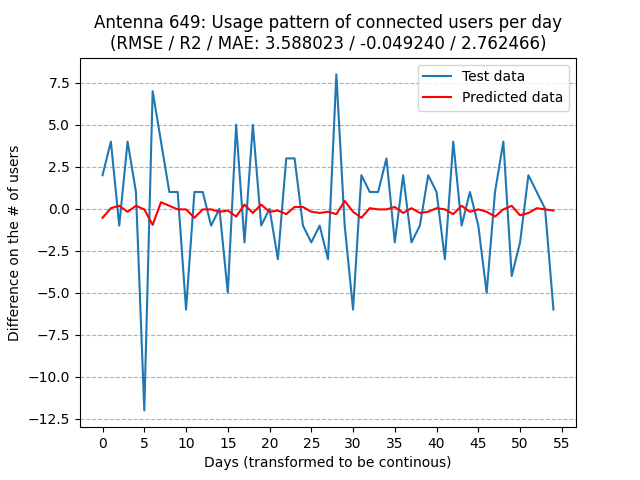 Antenna 649: Usage pattern of connected users per day
(RMSE / R2 / MAE: 3.588023 / -0.049240 / 2.762466)
Test data
Predicted data
7.5
5.0
2.5
0.0
−2.5
−5.0
−7.5
−10.0
−12.5
Difference on the # of users
0 5 10 15 20 25 30 35 40 45 50 55
Days (transformed to be continous)